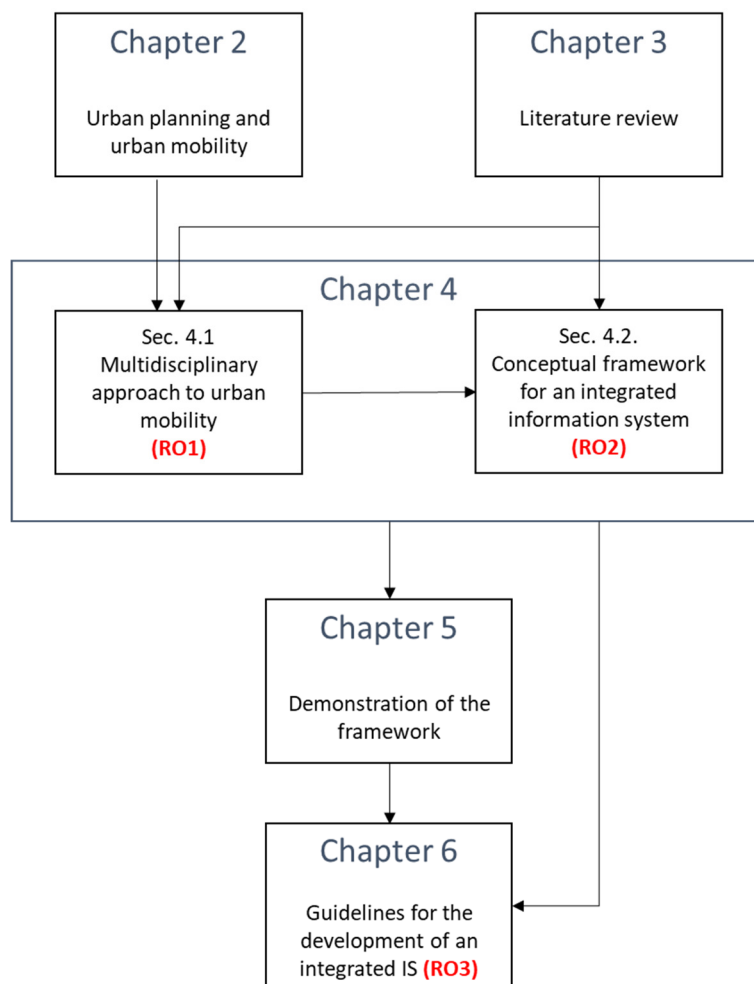 Chapter 2
Urban planning and
urban mobility
Chapter 3
Literature review
Chapter 4
Sec. 4.1
Multidisciplinary
approach to urban
mobility
(RO1)
Sec. 4.2.
Conceptual framework
for an integrated
information system
(RO2)
Chapter 5
Demonstration of the
framework
Chapter 6
Guidelines for the
development of an
integrated IS (RO3)